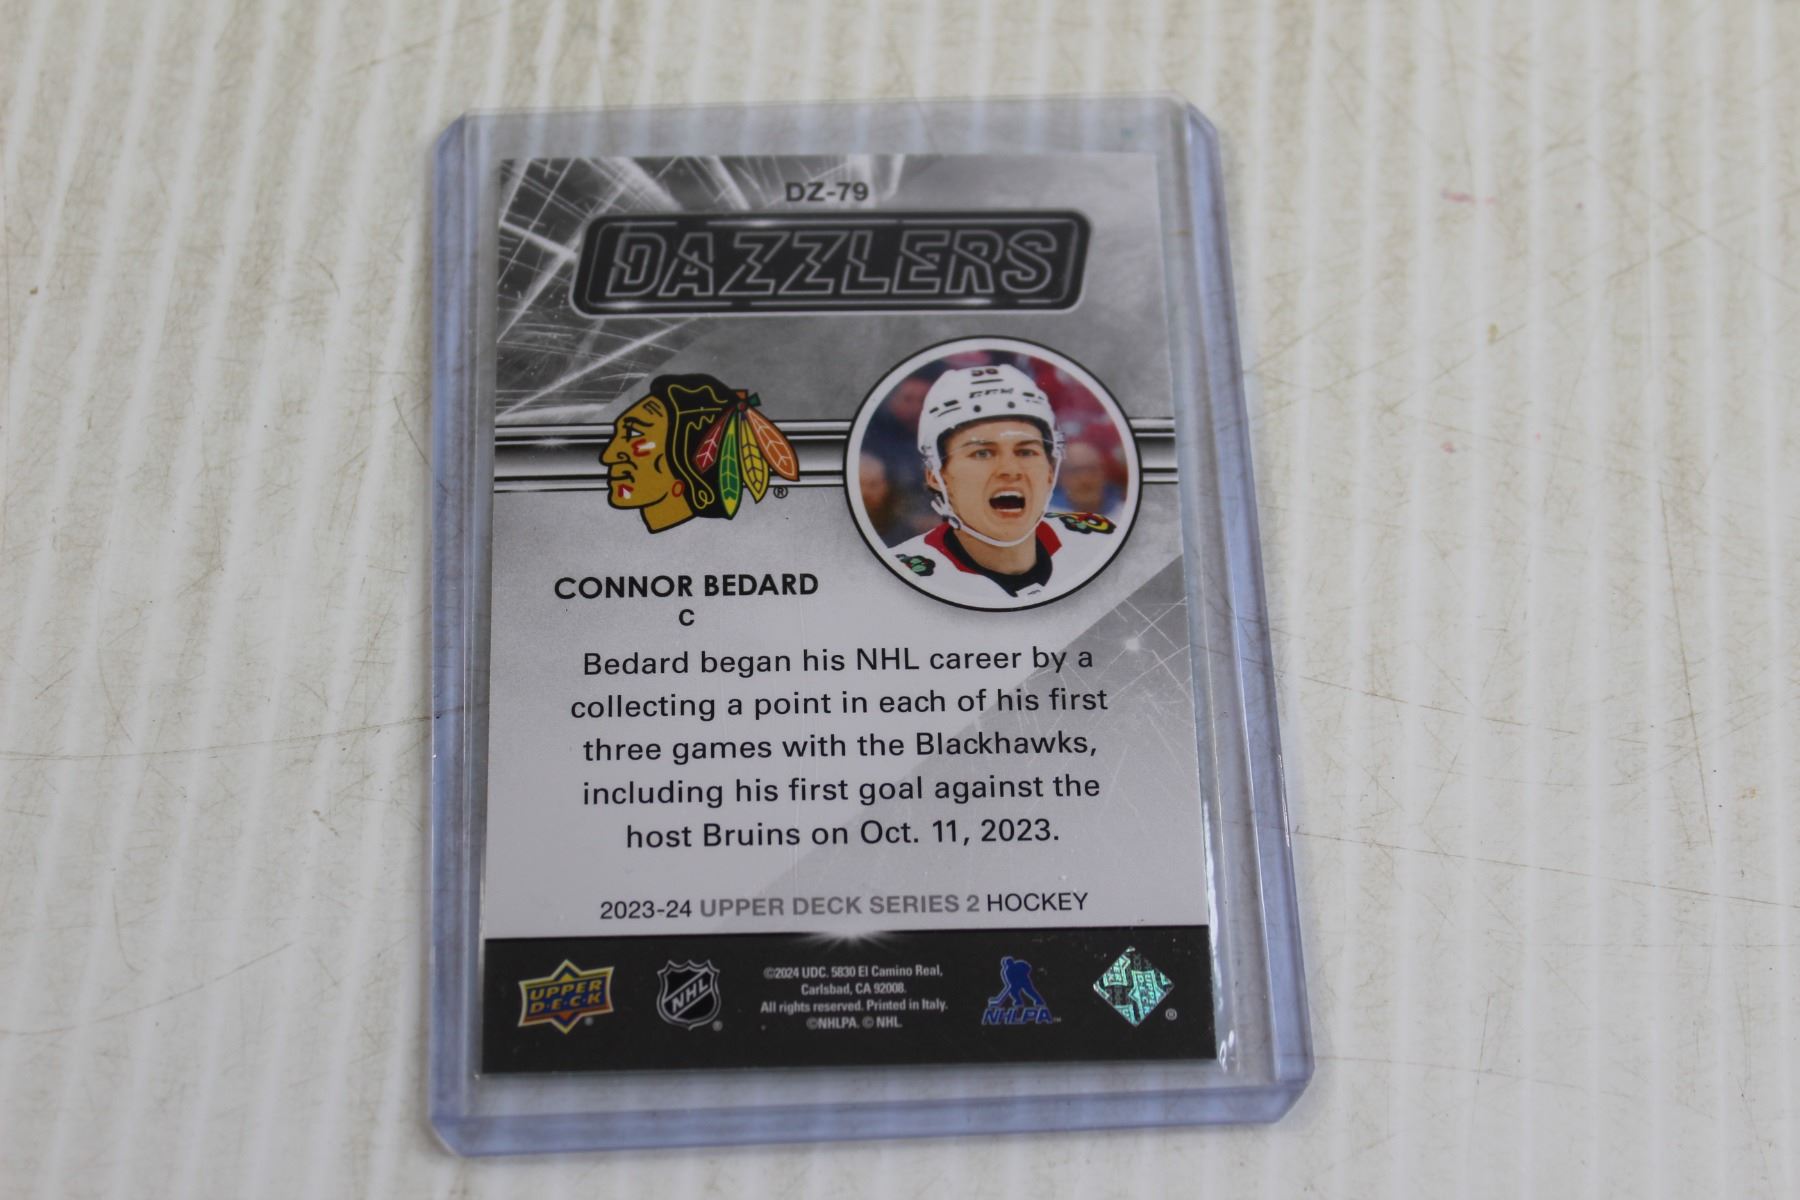 DZ-79
DAZZLERS
98
CCM
®
CONNOR BEDARD
C
Bedard began his NHL career by a
collecting a point in each of his first
three games with the Blackhawks,
including his first goal against the
host Bruins on Oct. 11, 2023.
2023-24 UPPER DECK SERIES 2 HOCKEY
UPPER
D·E·C·K
®
NHL
®
©2024 UDC. 5830 El Camino Real,
Carlsbad, CA 92008.
All rights reserved. Printed in Italy.
©NHLPA. © NHL.
NHLPA™
®